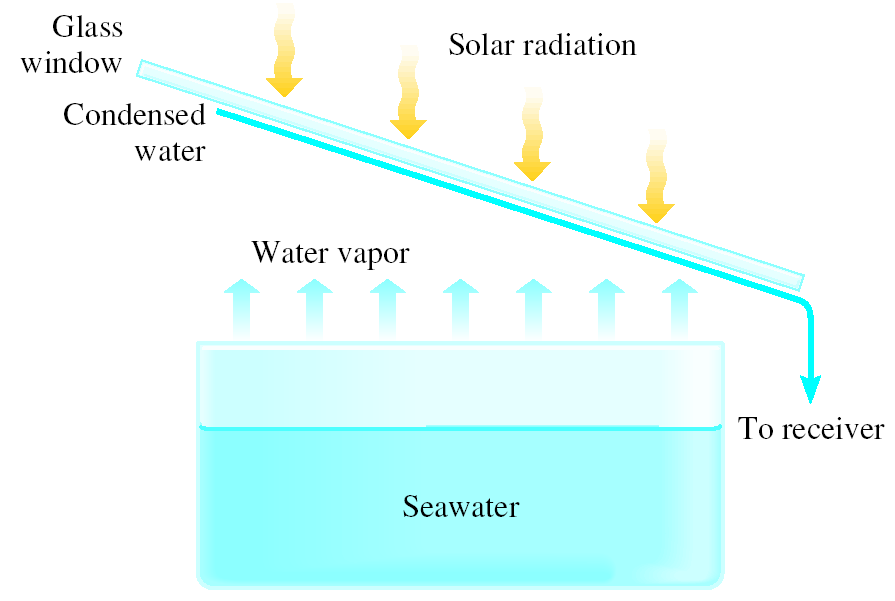 Glass
window
Solar radiation
Condensed
water
Water vapor
To receiver
Seawater